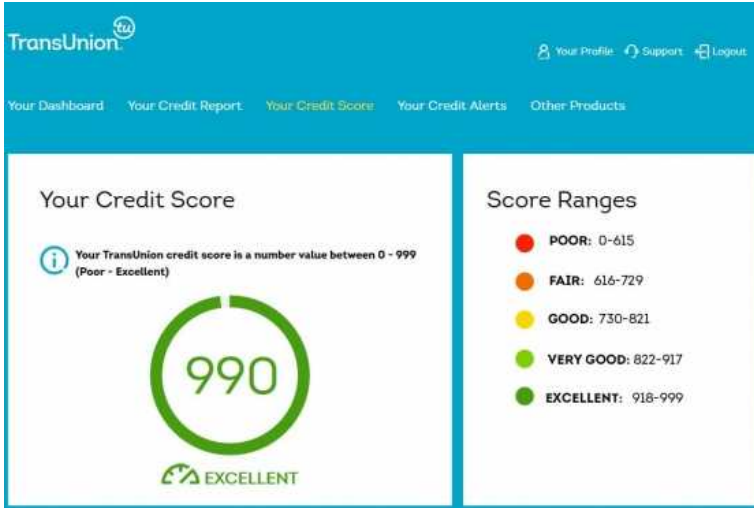 tu
TransUnion
Your Profile Support Logout
Your Dashboard Your Credit Report Your Credit Score Your Credit Alerts Other Products
Your Credit Score
i Your TransUnion credit score is a number value between 0 - 999
(Poor - Excellent)
990
EXCELLENT
Score Ranges
POOR: 0-615
FAIR: 616-729
GOOD: 730-821
VERY GOOD: 822-917
EXCELLENT: 918-999